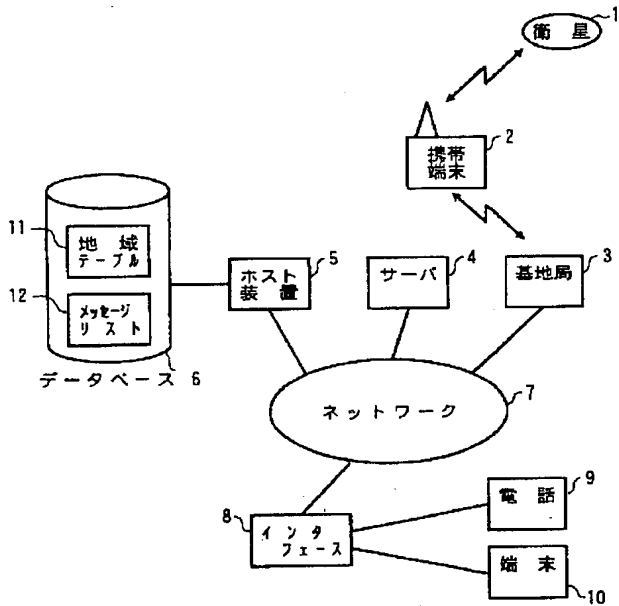 1
衛星
2
携帯
端末
11
地域
テーブル
12
メッセージ
リスト
データベース 6
5
ホスト
装置
4
サーバ
3
基地局
7
ネットワーク
8
インタ
フェース
9
電話
端末
10